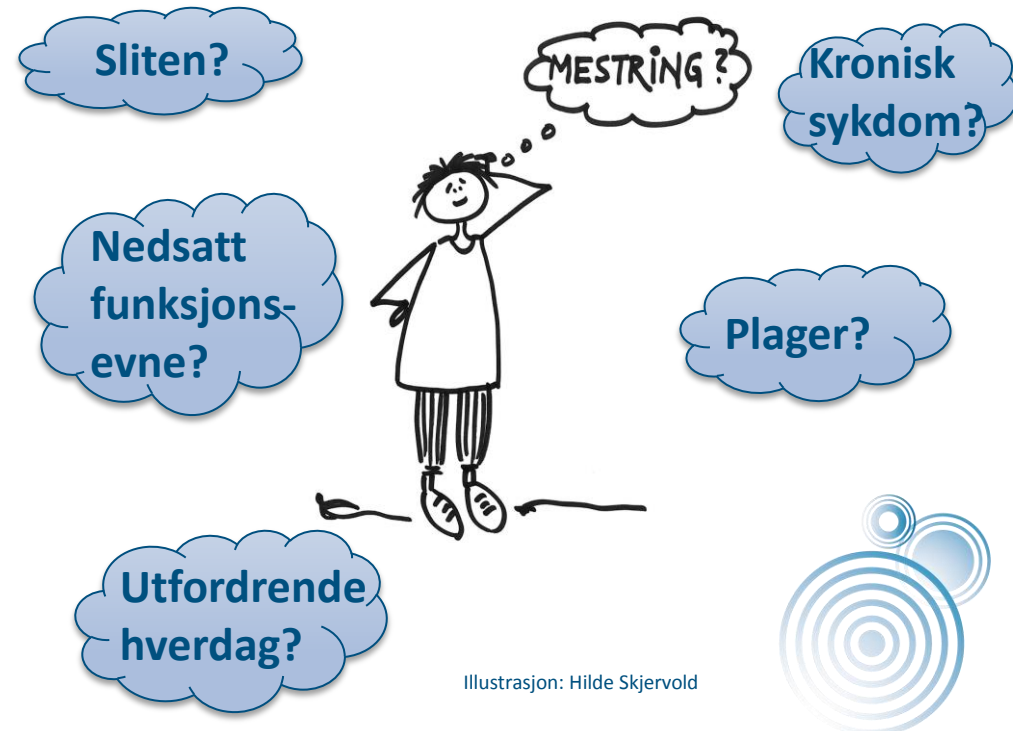 Sliten?
MESTRING?
Kronisk
sykdom?
Nedsatt
funksjons-
evne?
Plager?
Utfordrende
hverdag?
Illustrasjon: Hilde Skjervold